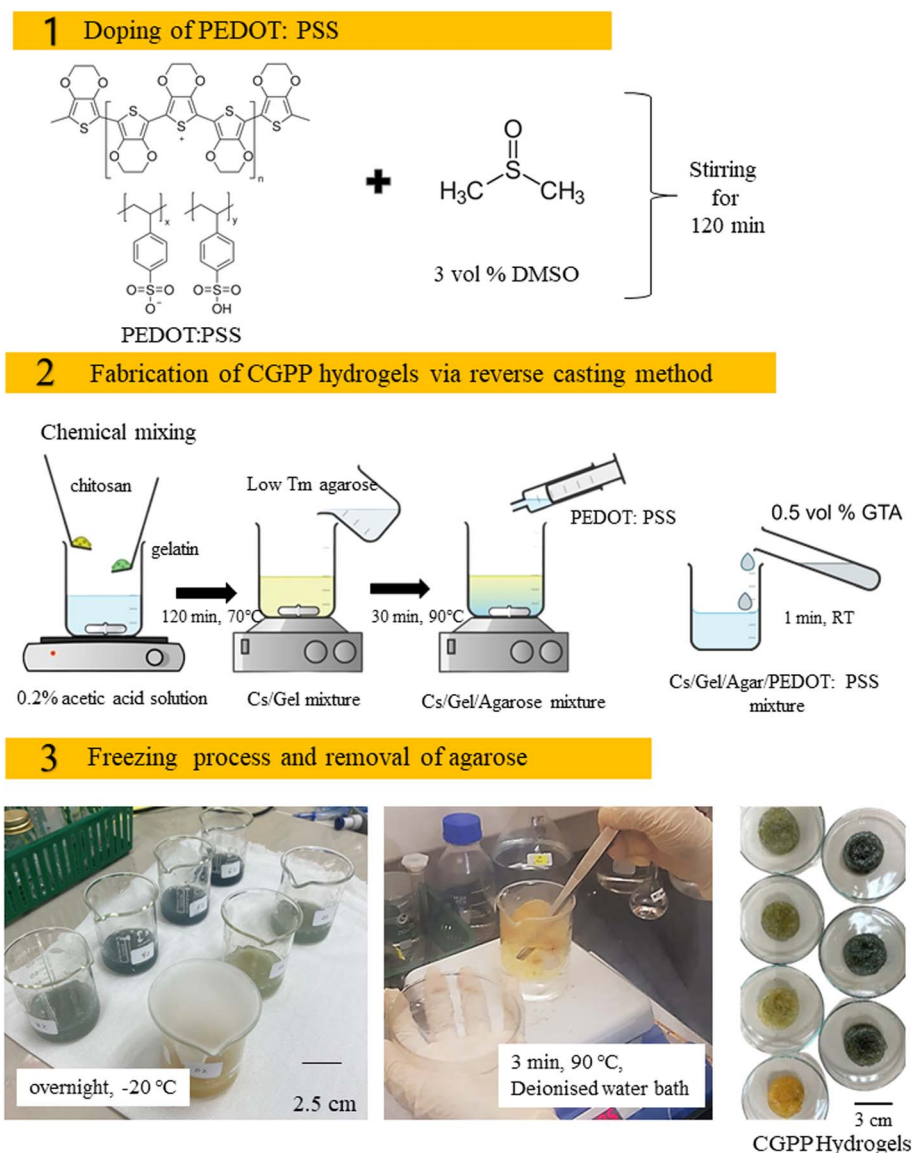 1 Doping of PEDOT: PSS
O O O O O O
S S S S S
+
O O O O
n
x y
O=S=O O=S=O
O⁻ OH
PEDOT:PSS
+
O
S
H₃C CH₃
3 vol % DMSO
Stirring
for
120 min
2 Fabrication of CGPP hydrogels via reverse casting method
Chemical mixing
chitosan
gelatin
0.2% acetic acid solution
120 min, 70°C
Low Tm agarose
Cs/Gel mixture
30 min, 90°C
PEDOT: PSS
Cs/Gel/Agarose mixture
0.5 vol % GTA
1 min, RT
Cs/Gel/Agar/PEDOT: PSS
mixture
3 Freezing process and removal of agarose
overnight, -20 °C
2.5 cm
3 min, 90 °C,
Deionised water bath
3 cm
CGPP Hydrogels